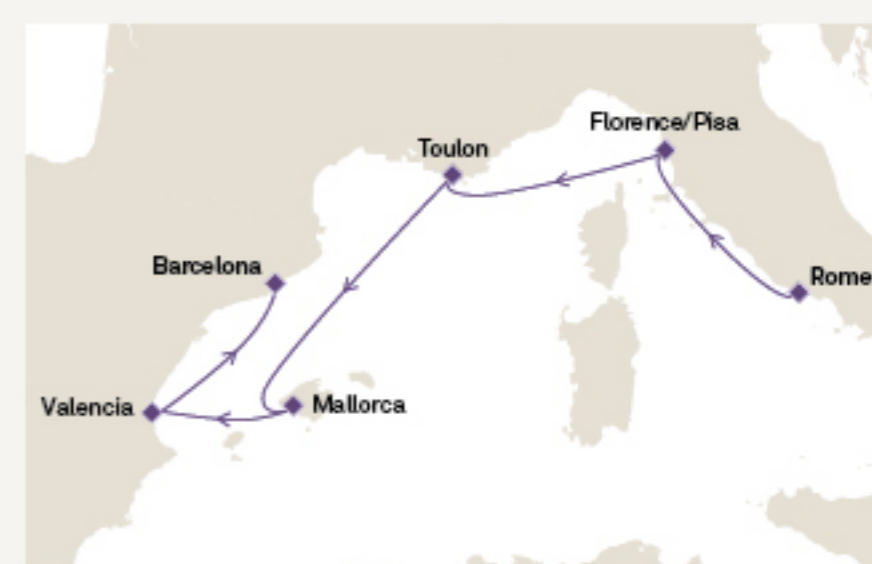 Florence/Pisa
Toulon
Barcelona
Rome
Valencia
Mallorca